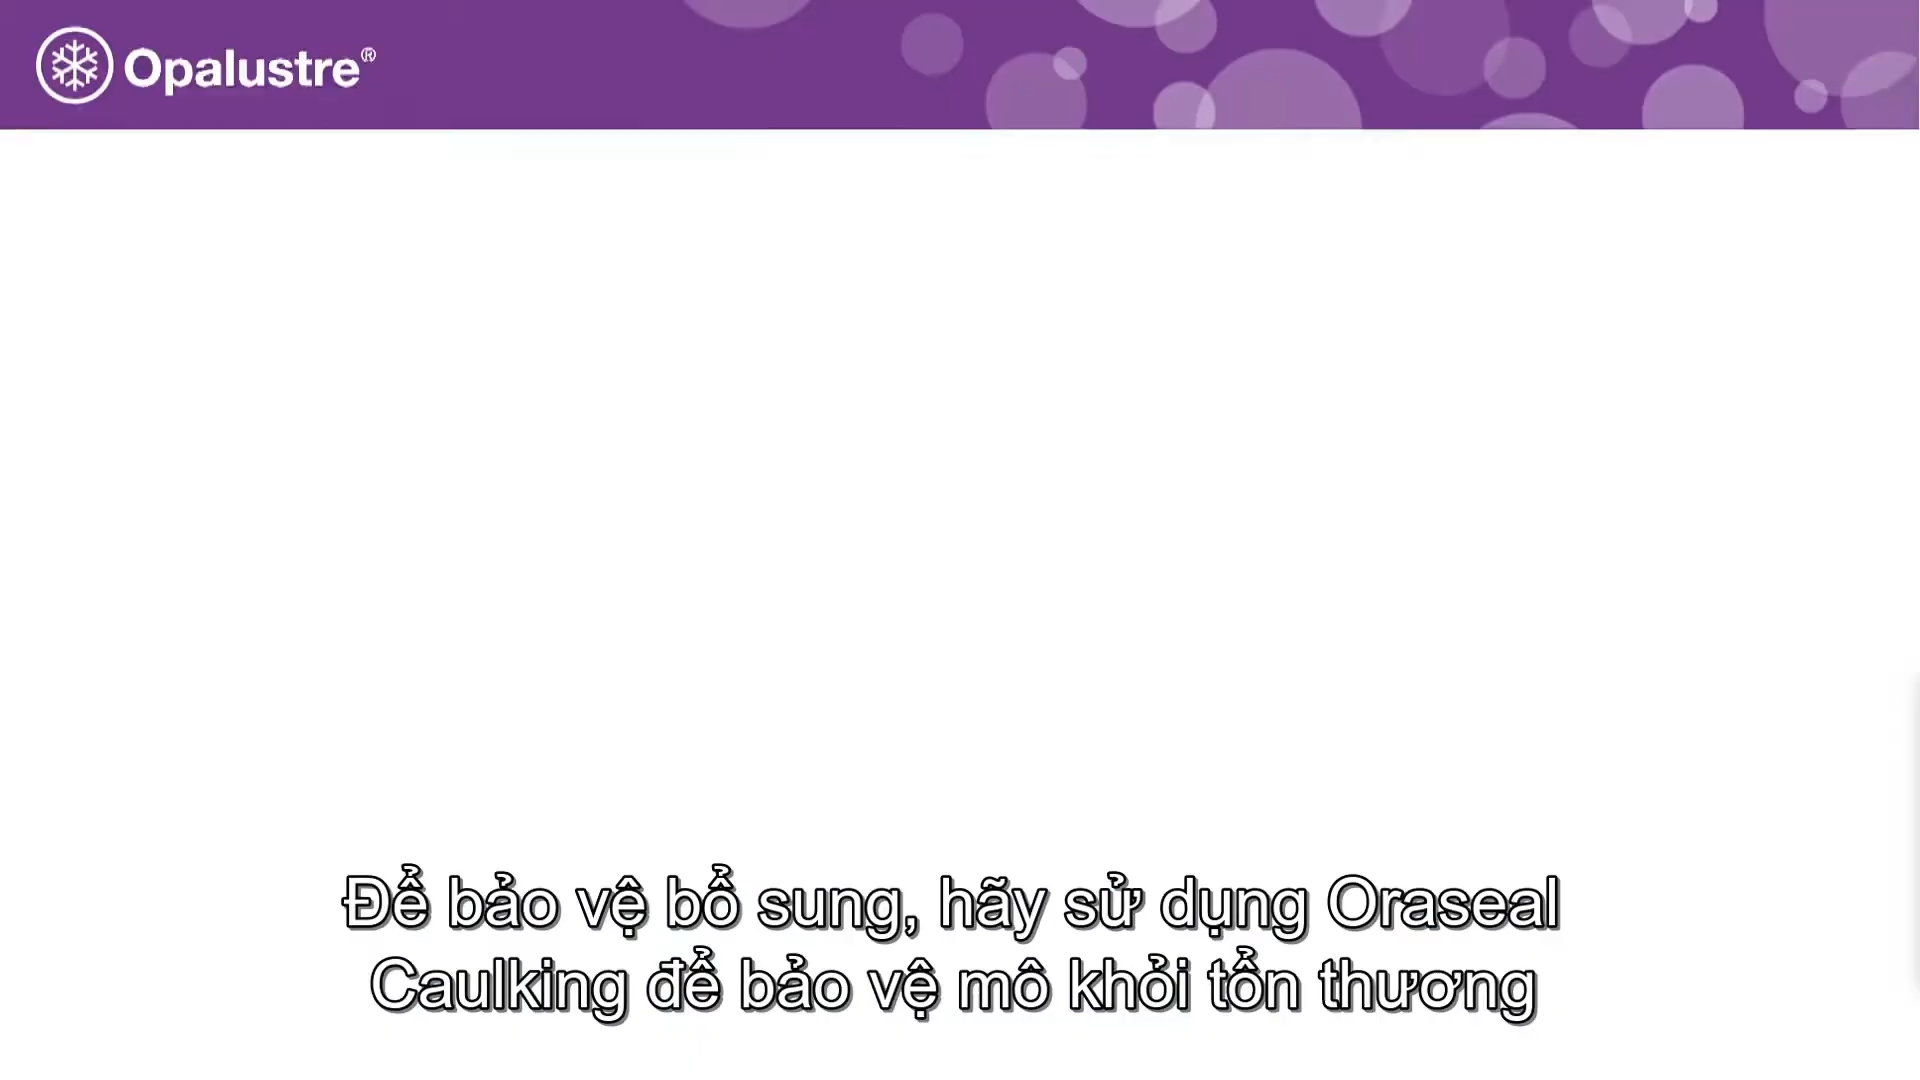 Opalustre®
Để bảo vệ bổ sung, hãy sử dụng Oraseal
Caulking để bảo vệ mô khỏi tổn thương